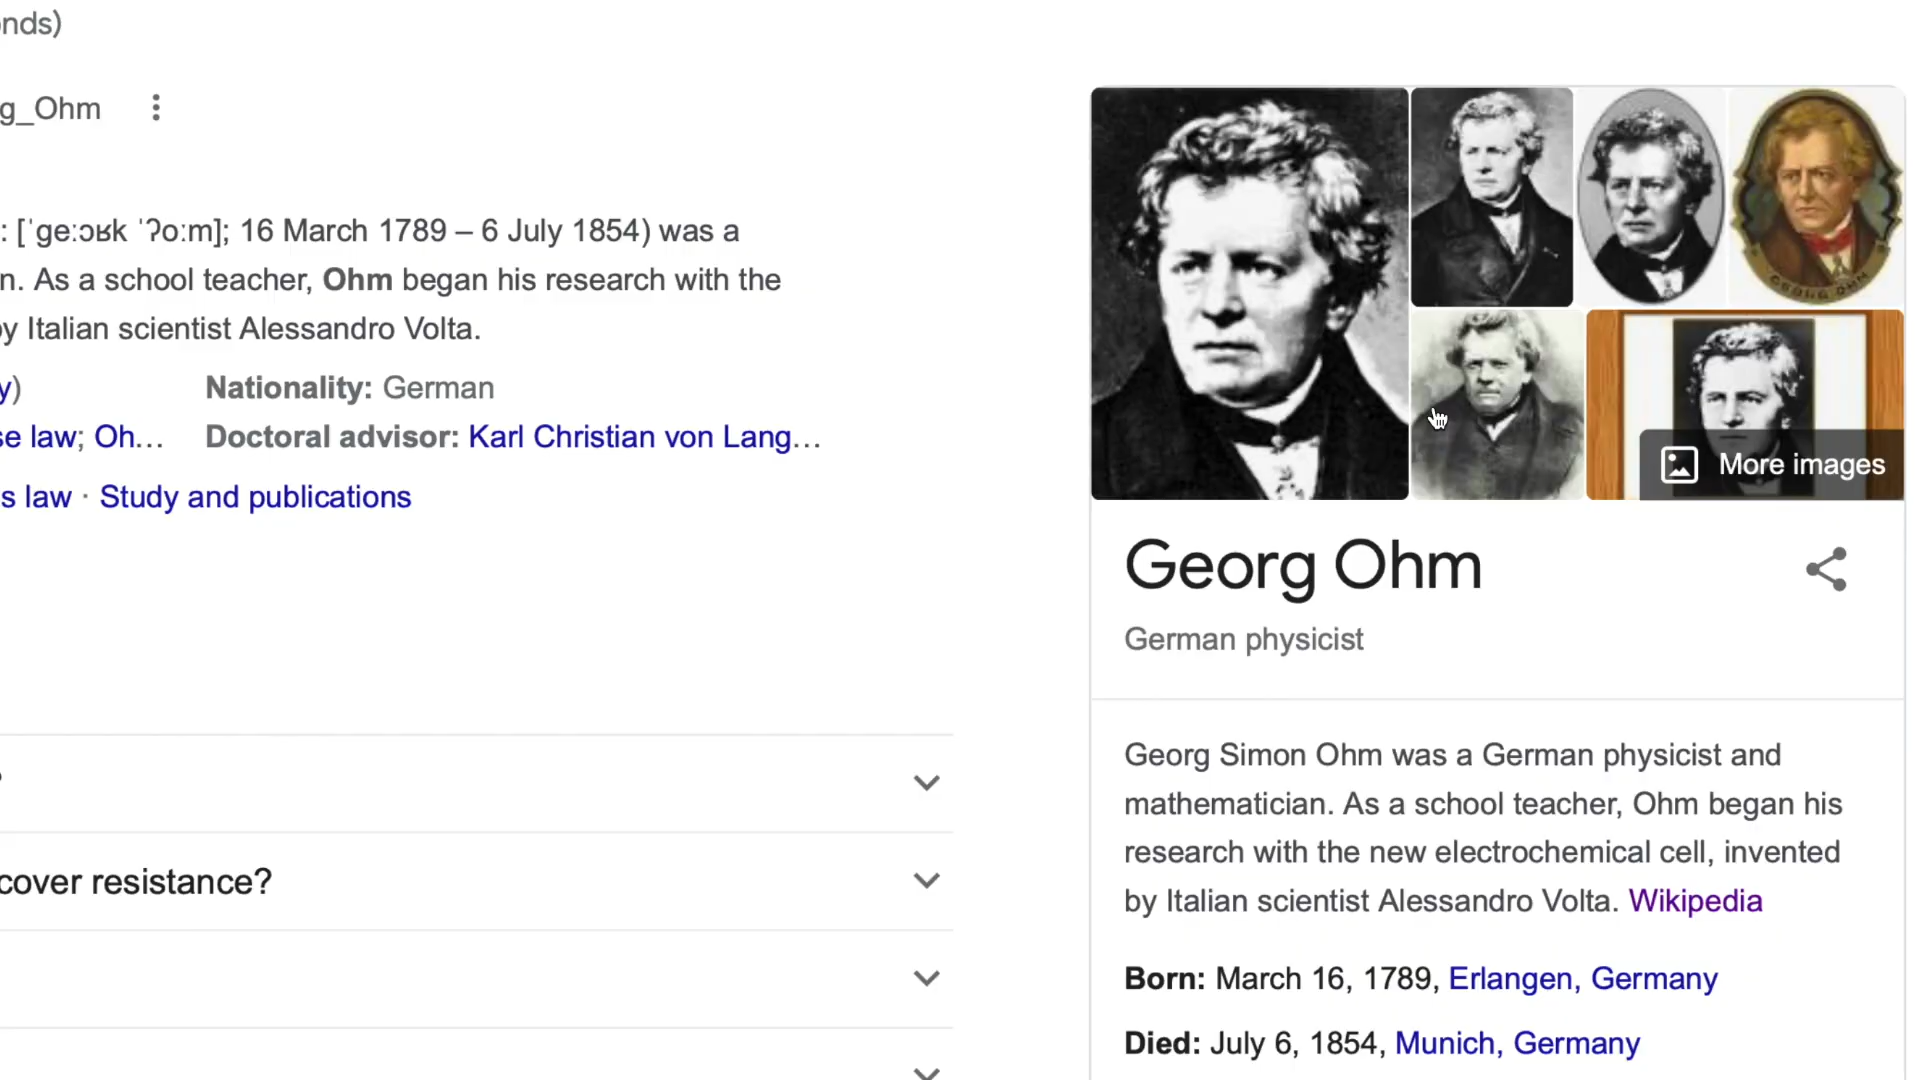 onds)
g_Ohm
: [ˈɡeːɔʁk ˈʔoːm]; 16 March 1789 – 6 July 1854) was a
n. As a school teacher, Ohm began his research with the
by Italian scientist Alessandro Volta.
y)
Nationality: German
se law; Oh...
Doctoral advisor: Karl Christian von Lang...
s law · Study and publications
cover resistance?
GEORG OHM
More images
Georg Ohm
German physicist
Georg Simon Ohm was a German physicist and
mathematician. As a school teacher, Ohm began his
research with the new electrochemical cell, invented
by Italian scientist Alessandro Volta. Wikipedia
Born: March 16, 1789, Erlangen, Germany
Died: July 6, 1854, Munich, Germany